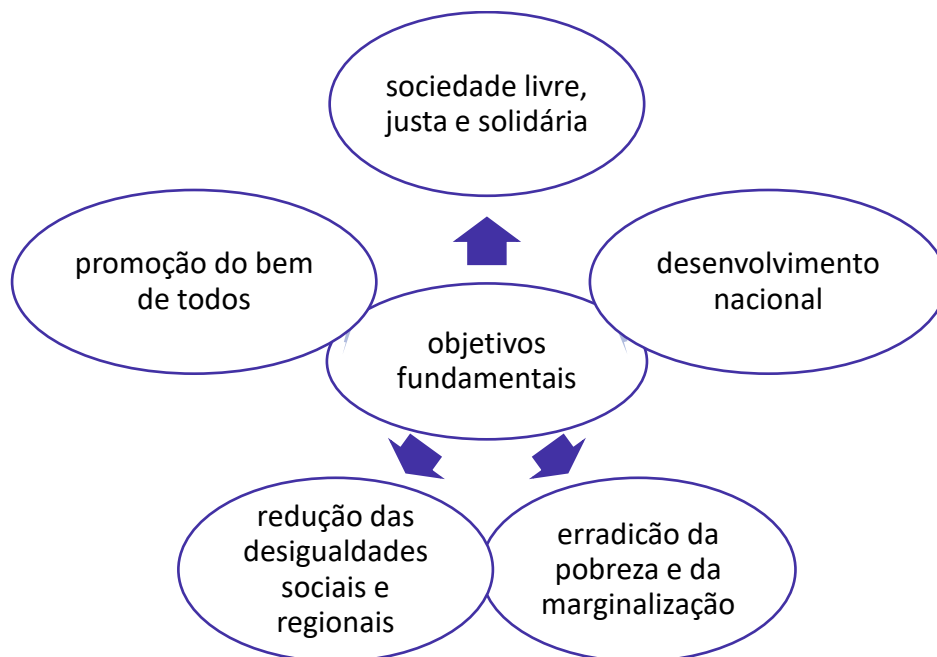 sociedade livre,
justa e solidária
promoção do bem
de todos
desenvolvimento
nacional
objetivos
fundamentais
redução das
desigualdades
sociais e
regionais
erradicão da
pobreza e da
marginalização